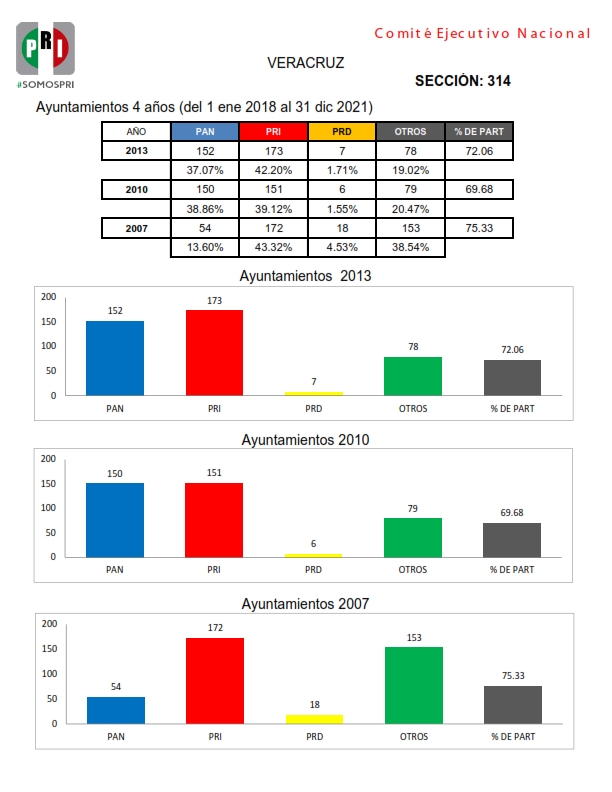 Comité Ejecutivo Nacional
PRI
#SOMOSPRI
VERACRUZ
SECCIÓN: 314
Ayuntamientos 4 años (del 1 ene 2018 al 31 dic 2021)
AÑO PAN PRI PRD OTROS % DE PART
2013 152 173 7 78 72.06
37.07% 42.20% 1.71% 19.02%
2010 150 151 6 79 69.68
38.86% 39.12% 1.55% 20.47%
2007 54 172 18 153 75.33
13.60% 43.32% 4.53% 38.54%
Ayuntamientos 2013
200
150
100
50
0
152 173 7 78 72.06
PAN PRI PRD OTROS % DE PART
Ayuntamientos 2010
200
150
100
50
0
150 151 6 79 69.68
PAN PRI PRD OTROS % DE PART
Ayuntamientos 2007
200
150
100
50
0
54 172 18 153 75.33
PAN PRI PRD OTROS % DE PART